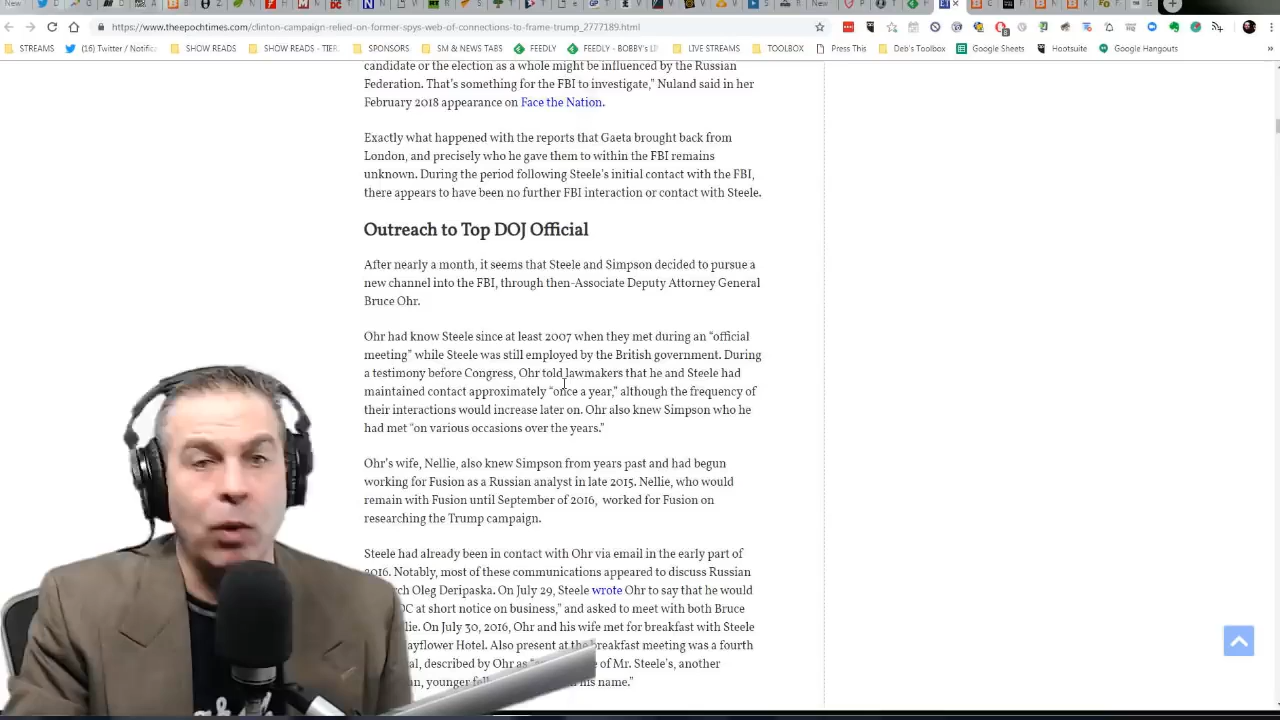 New
https://www.theepochtimes.com/clinton-campaign-relied-on-former-spys-web-of-connections-to-frame-trump_2777189.html
STREAMS (16) Twitter / Notific SHOW READS SHOW READS - TIER SPONSORS SM & NEWS TABS FEEDLY FEEDLY - BOBBY'S LI LIVE STREAMS TOOLBOX Press This Deb's Toolbox Google Sheets Hootsuite Google Hangouts »
candidate or the election as a whole might be influenced by the Russian
Federation. That's something for the FBI to investigate,” Nuland said in her
February 2018 appearance on Face the Nation.
Exactly what happened with the reports that Gaeta brought back from
London, and precisely who he gave them to within the FBI remains
unknown. During the period following Steele's initial contact with the FBI,
there appears to have been no further FBI interaction or contact with Steele.
Outreach to Top DOJ Official
After nearly a month, it seems that Steele and Simpson decided to pursue a
new channel into the FBI, through then-Associate Deputy Attorney General
Bruce Ohr.
Ohr had know Steele since at least 2007 when they met during an “official
meeting” while Steele was still employed by the British government. During
a testimony before Congress, Ohr told lawmakers that he and Steele had
maintained contact approximately “once a year,” although the frequency of
their interactions would increase later on. Ohr also knew Simpson who he
had met “on various occasions over the years.”
Ohr's wife, Nellie, also knew Simpson from years past and had begun
working for Fusion as a Russian analyst in late 2015. Nellie, who would
remain with Fusion until September of 2016, worked for Fusion on
researching the Trump campaign.
Steele had already been in contact with Ohr via email in the early part of
2016. Notably, most of these communications appeared to discuss Russian
rch Oleg Deripaska. On July 29, Steele wrote Ohr to say that he would
DC at short notice on business,” and asked to meet with both Bruce
lie. On July 30, 2016, Ohr and his wife met for breakfast with Steele
ayflower Hotel. Also present at the breakfast meeting was a fourth
al, described by Ohr as of Mr. Steele's, another
an, younger his name.”